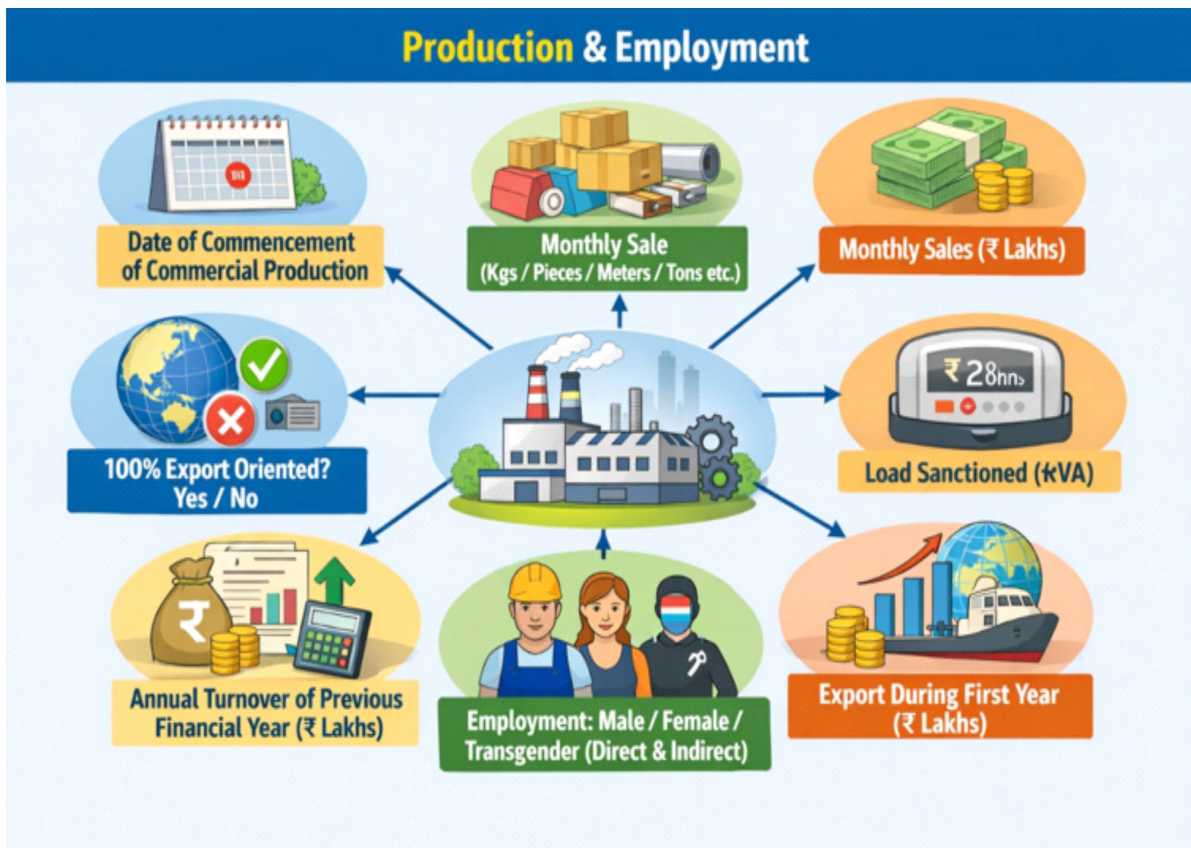 Production & Employment
Date of Commencement
of Commercial Production
Monthly Sale
(Kgs / Pieces / Meters / Tons etc.)
Monthly Sales (₹ Lakhs)
100% Export Oriented?
Yes / No
₹ 28hns
Load Sanctioned (kVA)
₹
Annual Turnover of Previous
Financial Year (₹ Lakhs)
Employment: Male / Female /
Transgender (Direct & Indirect)
Export During First Year
(₹ Lakhs)